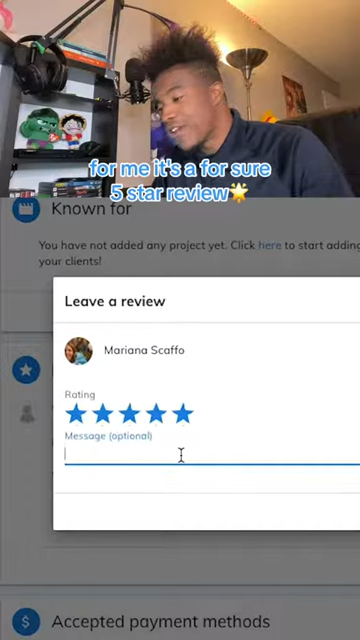 for me it's a for sure
5 star review🌟
Known for
You have not added any project yet. Click here to start adding
your clients!
Leave a review
Mariana Scaffo
Rating
Message (optional)
Accepted payment methods